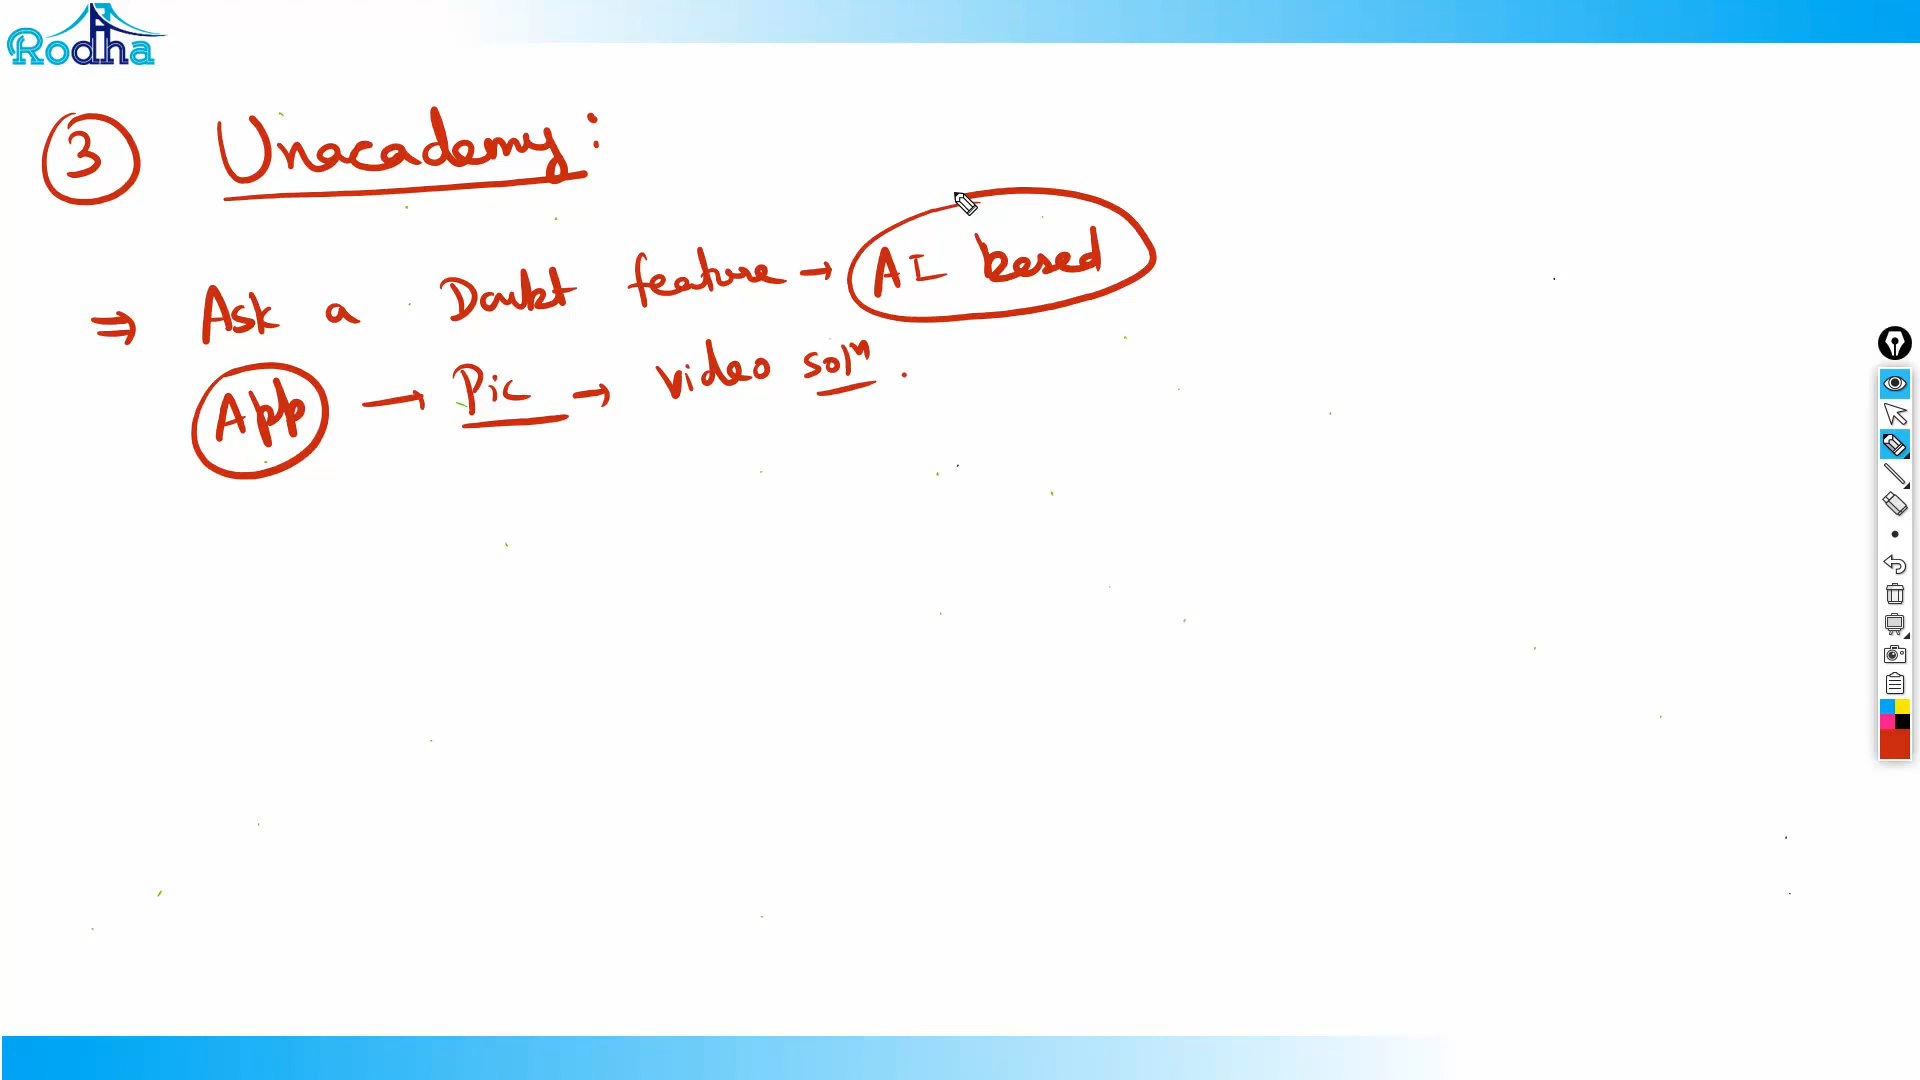 Rodha
③ Unacademy:
⇒ Ask a Doubt feature → AI based
App → Pic → video solⁿ.